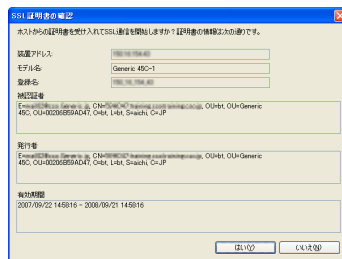 SSL証明書の確認
ホストからの証明書を受け入れてSSL通信を開始しますか？証明書の情報は次の通りです。
装置アドレス:
モデル名: Generic 45C-1
登録名:
被認証者
OU=bt, OU=Generic
45C, OU=00206B59AD47, O=bt, L=bt, S=aichi, C=JP
発行者
OU=bt, OU=Generic
45C, OU=00206B59AD47, O=bt, L=bt, S=aichi, C=JP
有効期間
2007/09/22 14:58:16 - 2008/09/21 14:58:16
はい(Y) いいえ(N)